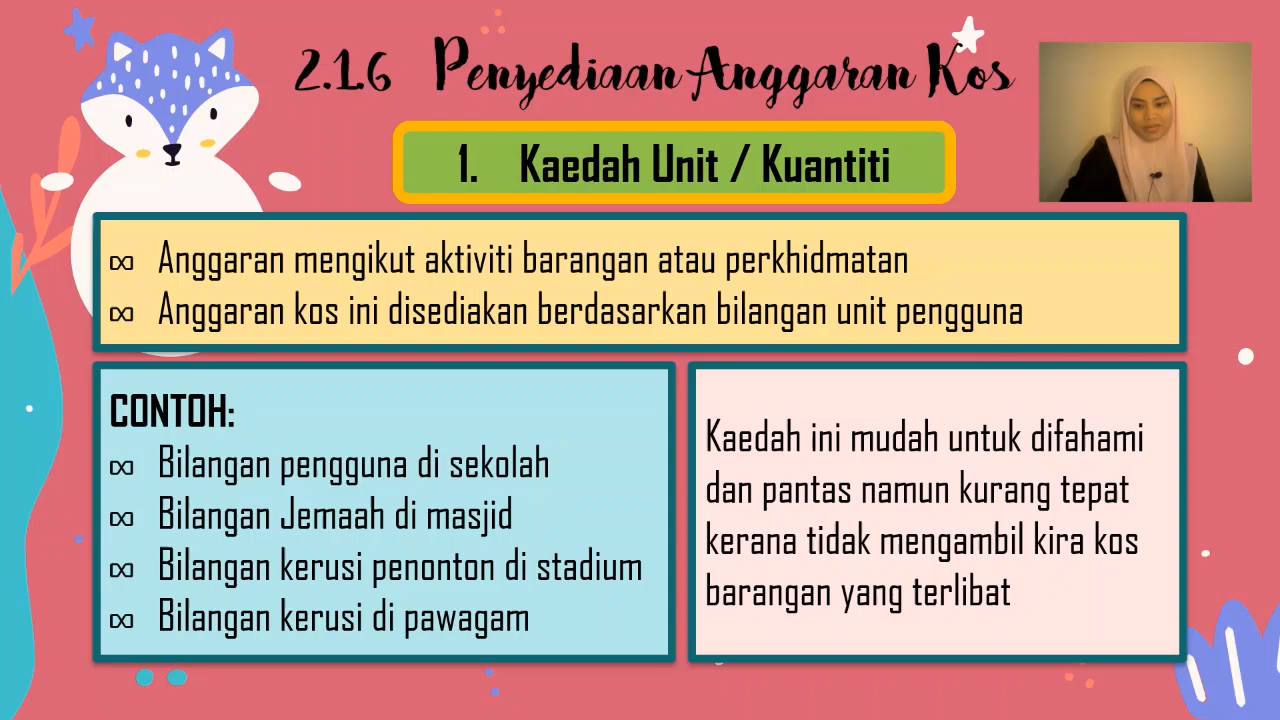 2.1.6 Penyediaan Anggaran Kos
1. Kaedah Unit / Kuantiti
∞ Anggaran mengikut aktiviti barangan atau perkhidmatan
∞ Anggaran kos ini disediakan berdasarkan bilangan unit pengguna
CONTOH:
∞ Bilangan pengguna di sekolah
∞ Bilangan Jemaah di masjid
∞ Bilangan kerusi penonton di stadium
∞ Bilangan kerusi di pawagam
Kaedah ini mudah untuk difahami
dan pantas namun kurang tepat
kerana tidak mengambil kira kos
barangan yang terlibat